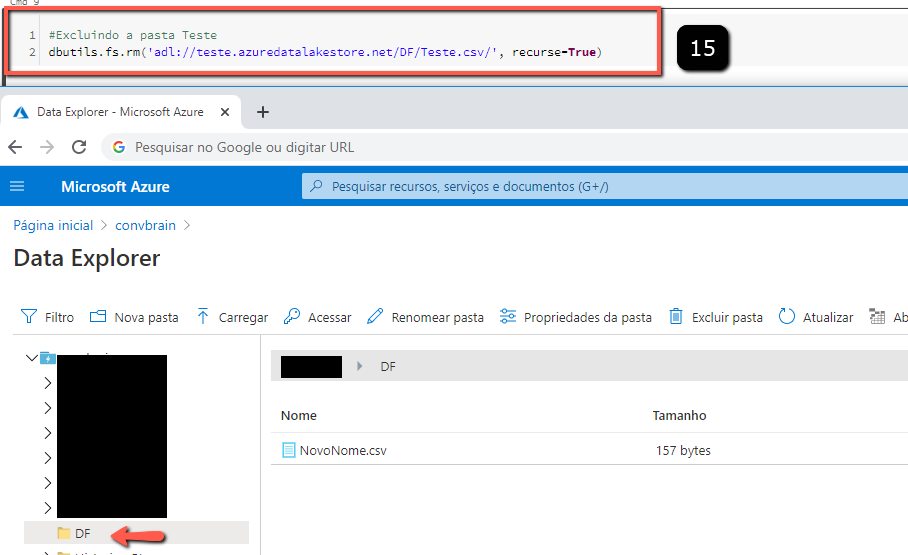 Cmd 9
1 #Excluindo a pasta Teste
2 dbutils.fs.rm('adl://teste.azuredatalakestore.net/DF/Teste.csv/', recurse=True)
15
Data Explorer - Microsoft Azure
Pesquisar no Google ou digitar URL
Microsoft Azure
Pesquisar recursos, serviços e documentos (G+/)
Página inicial > convbrain >
Data Explorer
Filtro Nova pasta Carregar Acessar Renomear pasta Propriedades da pasta Excluir pasta Atualizar Ab
DF
Nome Tamanho
NovoNome.csv 157 bytes
DF